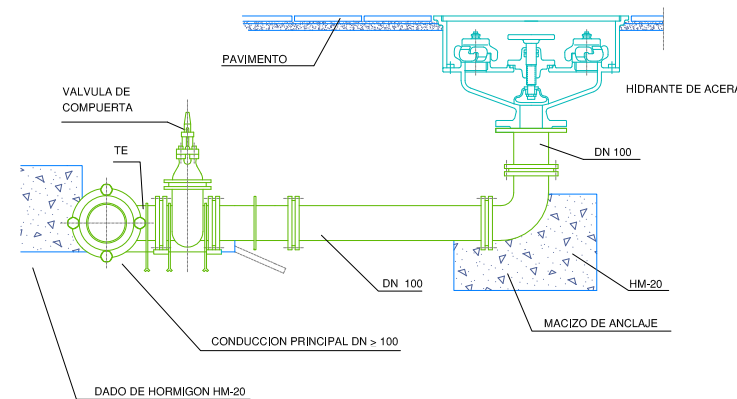 PAVIMENTO
VALVULA DE
COMPUERTA
HIDRANTE DE ACERA
TE
DN 100
DN 100
HM-20
MACIZO DE ANCLAJE
CONDUCCION PRINCIPAL DN ≥ 100
DADO DE HORMIGON HM-20